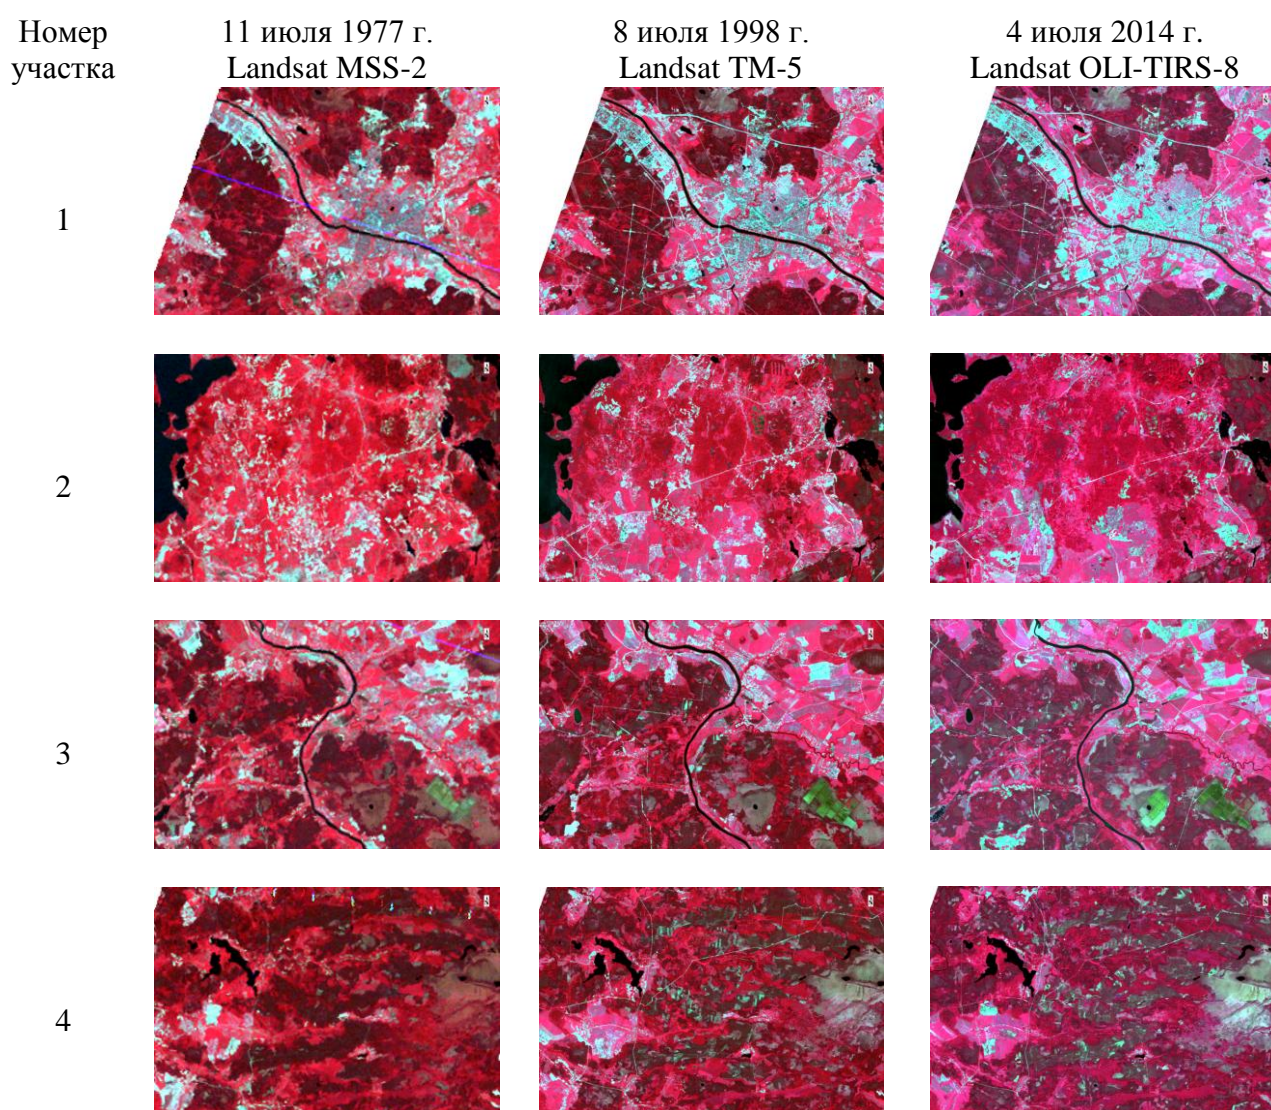 Номер участка
11 июля 1977 г.
Landsat MSS-2
8 июля 1998 г.
Landsat TM-5
4 июля 2014 г.
Landsat OLI-TIRS-8
1
2
3
4